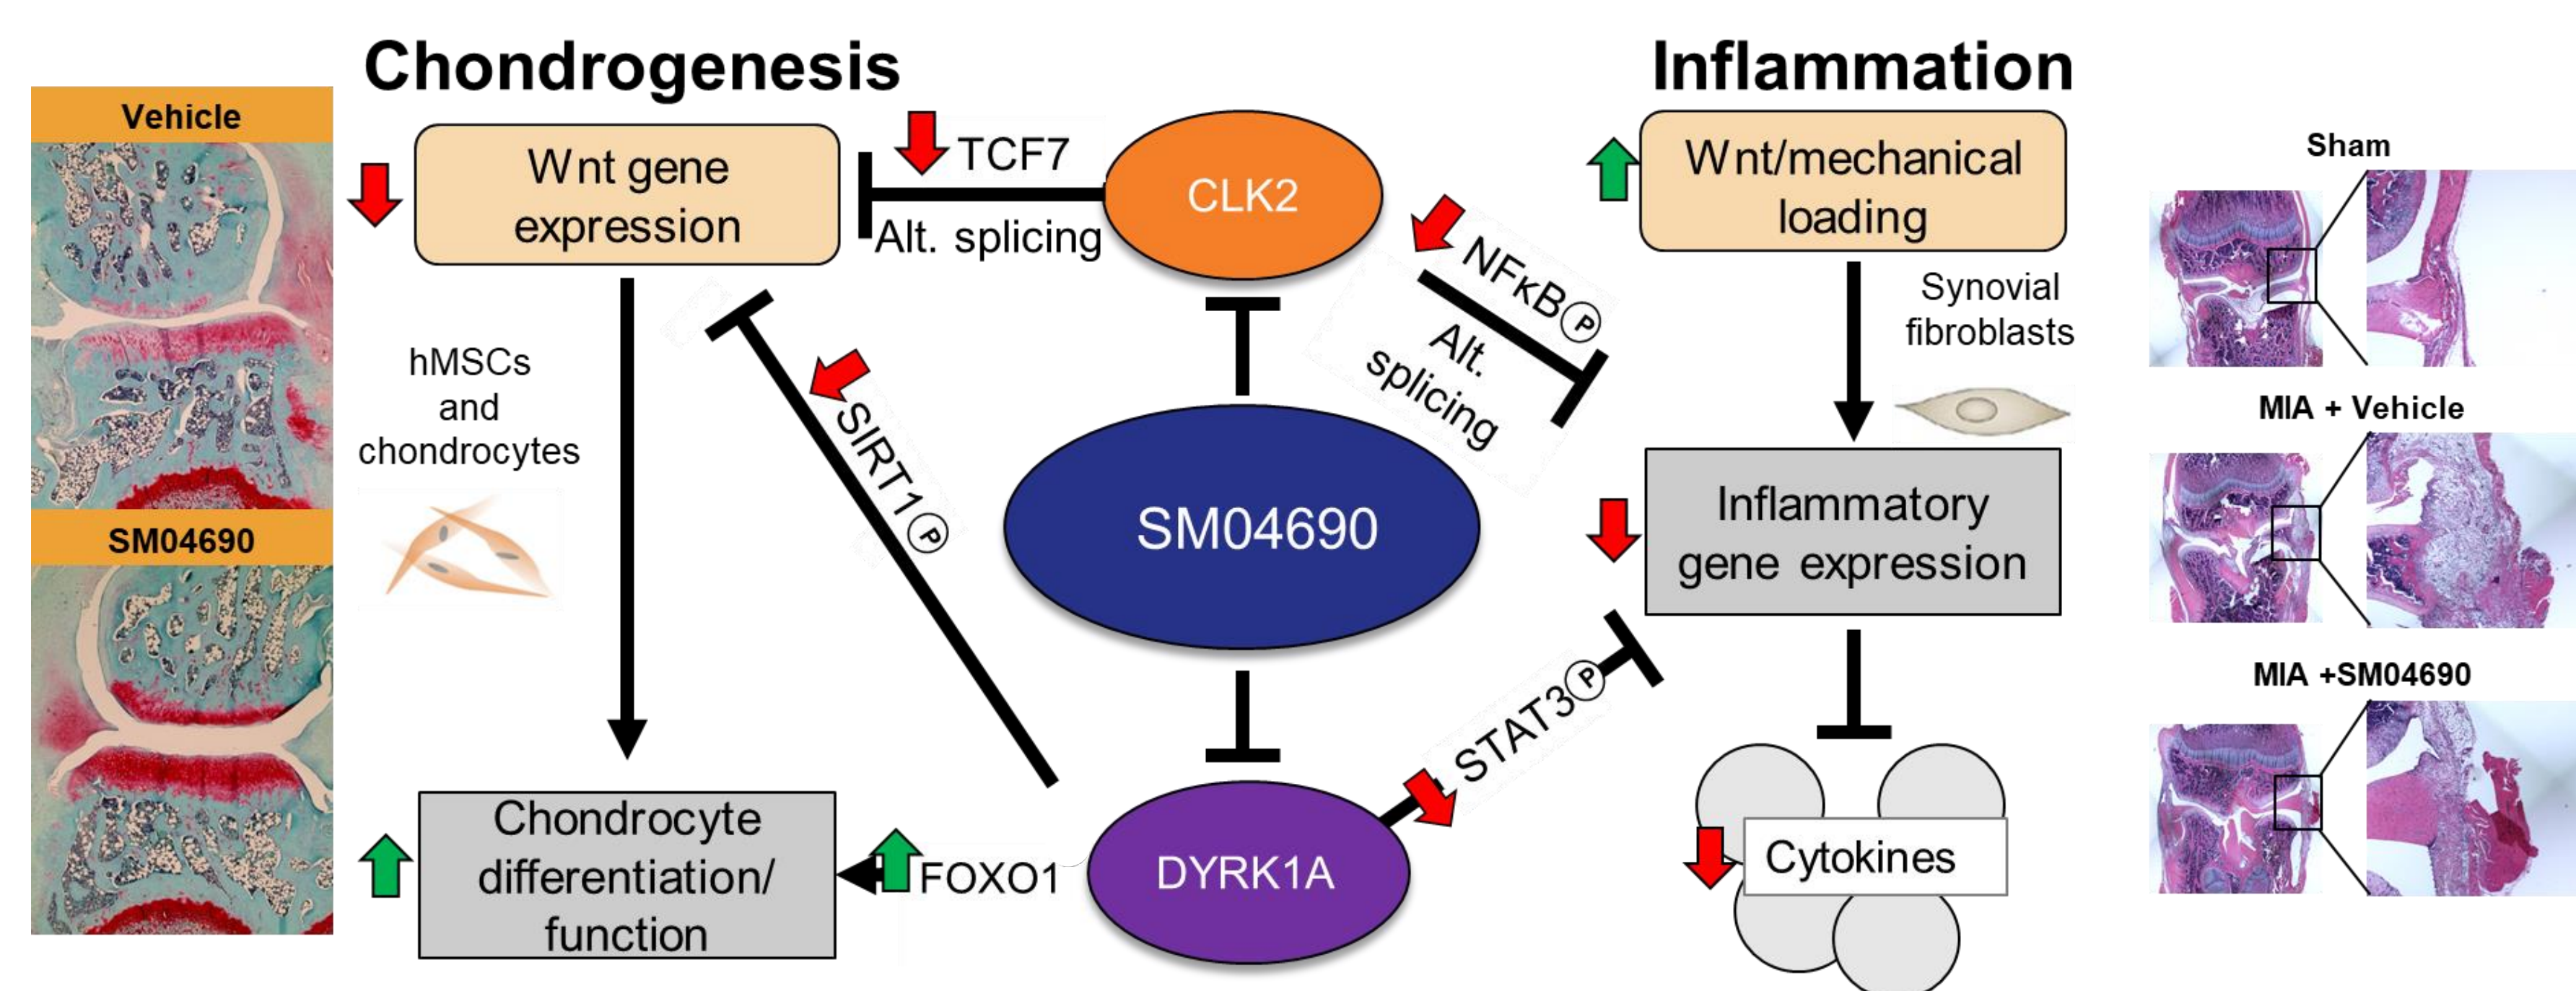 Chondrogenesis
Inflammation
Vehicle
SM04690
Wnt gene
expression
TCF7
Alt. splicing
CLK2
hMSCs
and
chondrocytes
SIRT1 P
SM04690
Chondrocyte
differentiation/
function
FOXO1
DYRK1A
NFκB P
Alt.
splicing
STAT3 P
Wnt/mechanical
loading
Synovial
fibroblasts
Inflammatory
gene expression
Cytokines
Sham
MIA + Vehicle
MIA +SM04690